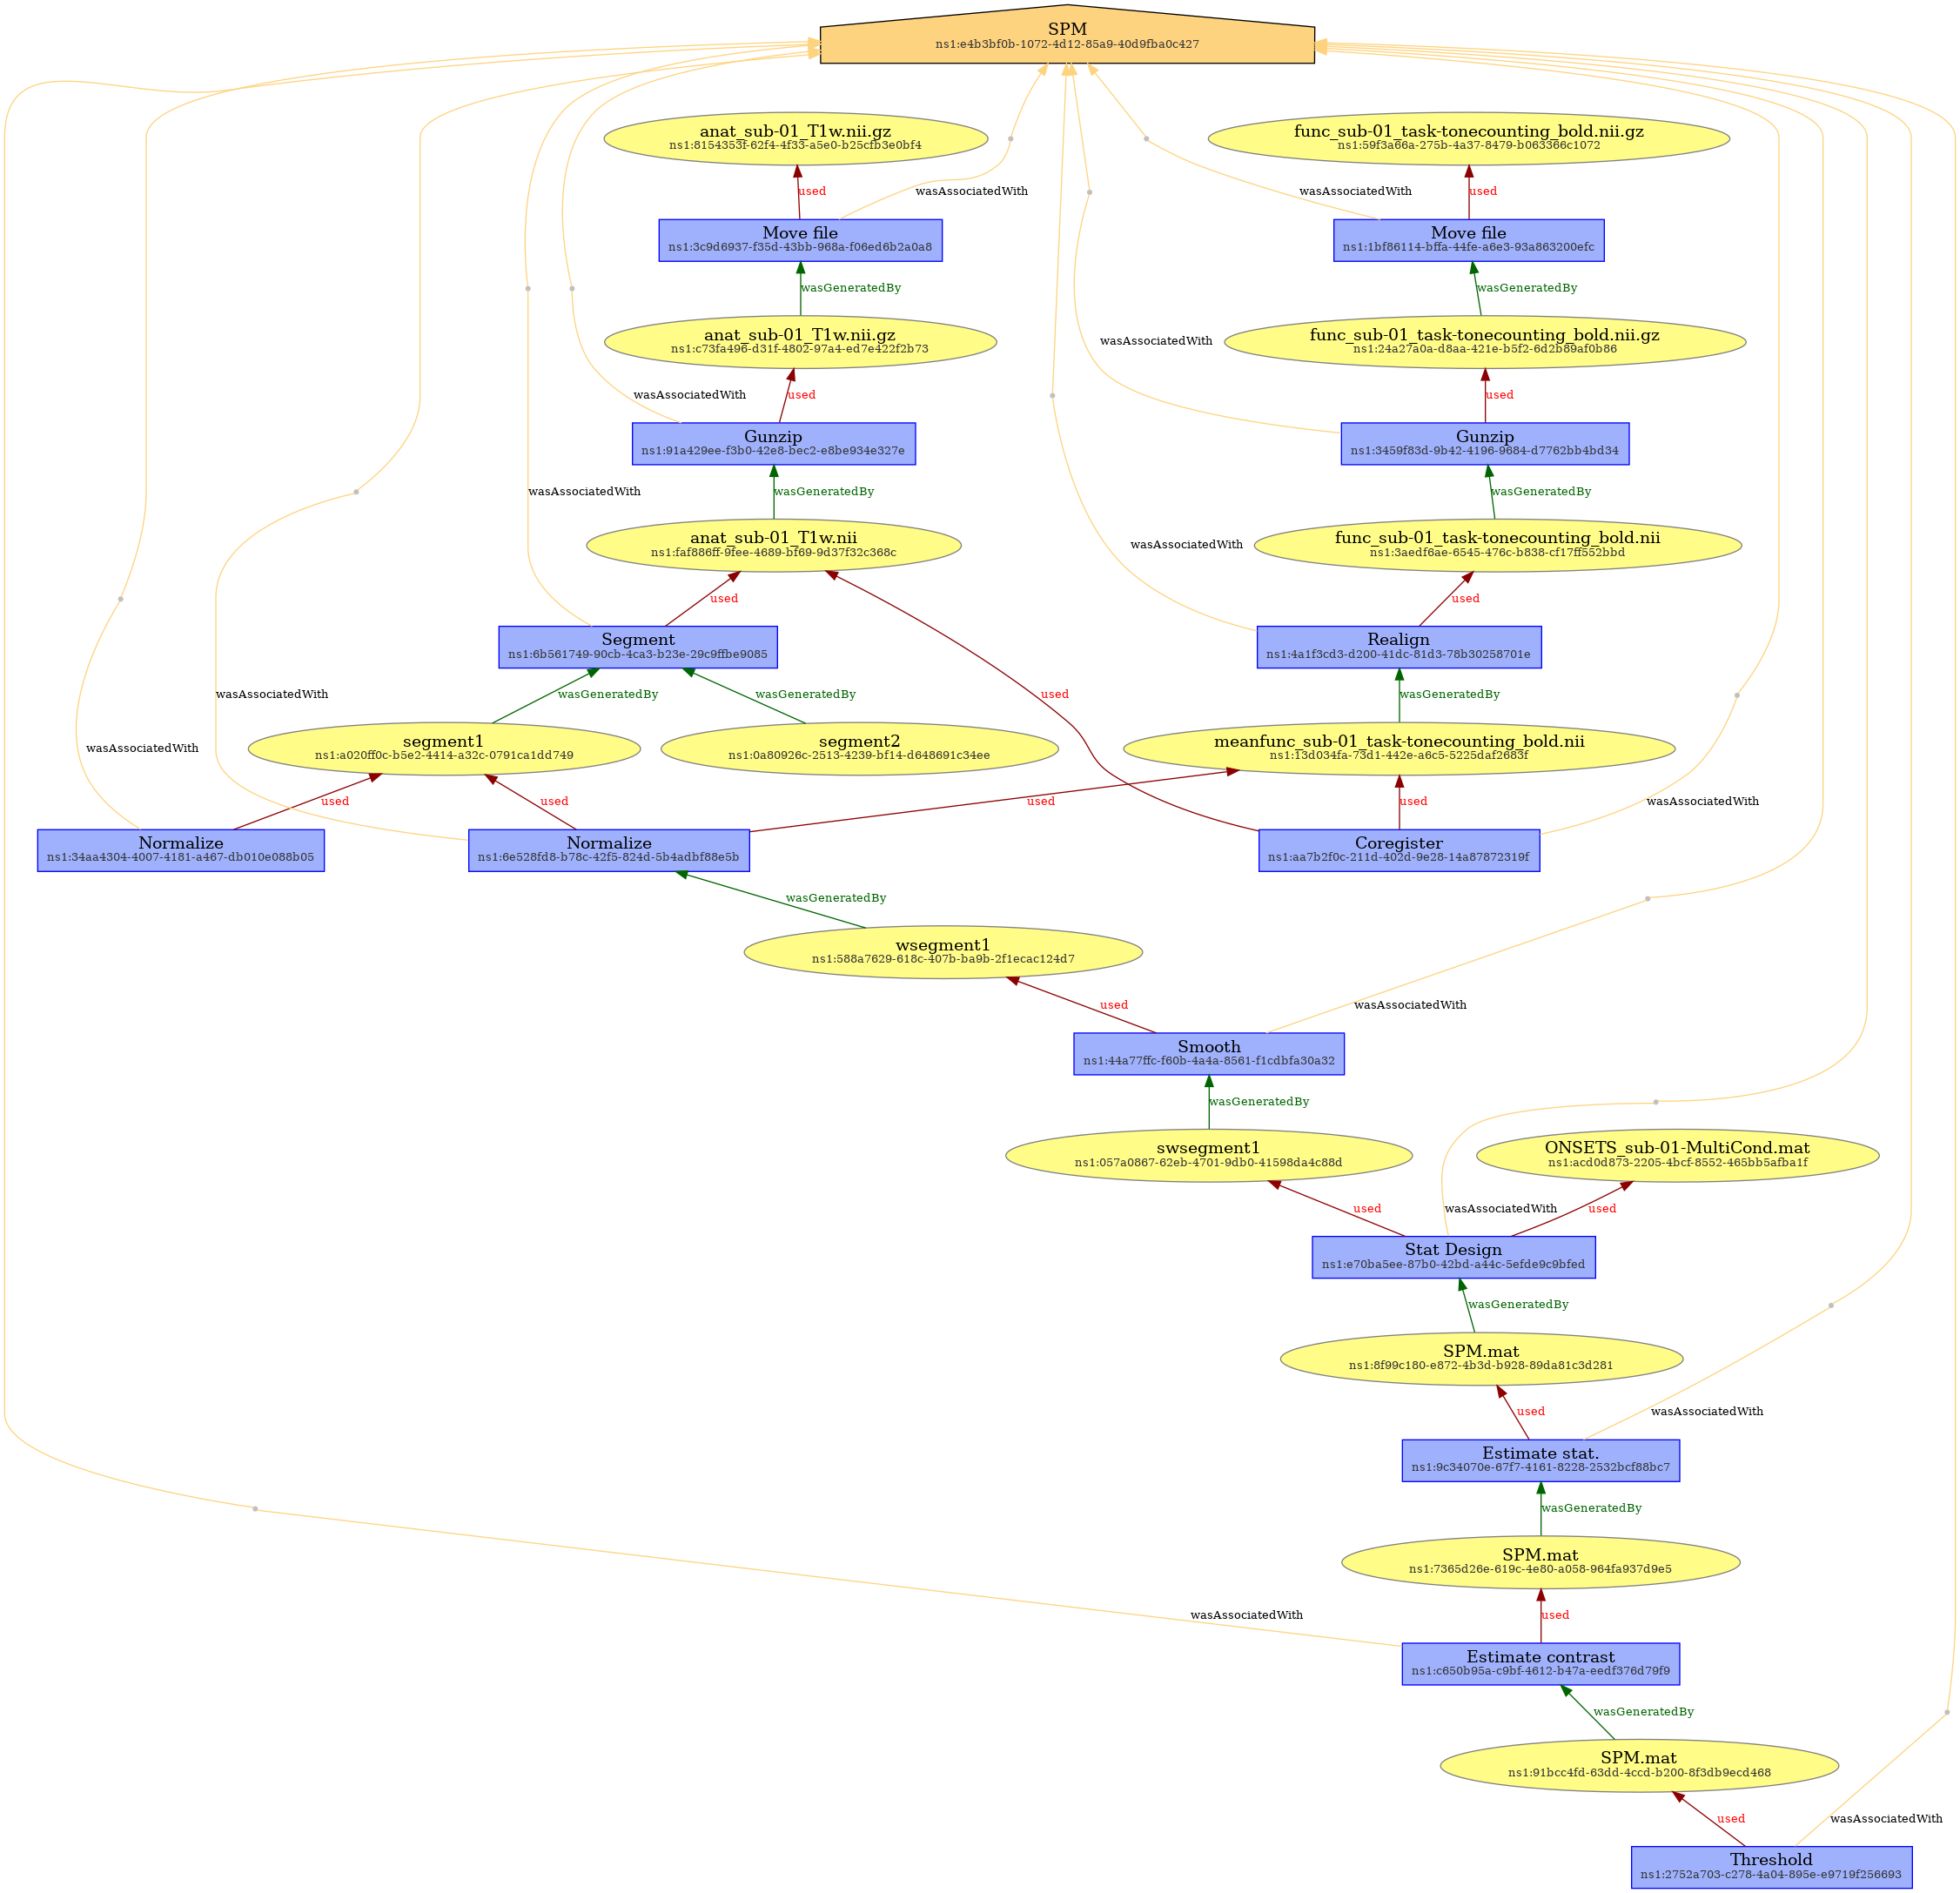 SPM
ns1:e4b3bf0b-1072-4d12-85a9-40d9fba0c427
anat_sub-01_T1w.nii.gz
ns1:8154353f-62f4-4f33-a5e0-b25cfb3e0bf4
func_sub-01_task-tonecounting_bold.nii.gz
ns1:59f3a66a-275b-4a37-8479-b063366c1072
used
wasAssociatedWith
wasAssociatedWith
used
Move file
ns1:3c9d6937-f35d-43bb-968a-f06ed6b2a0a8
Move file
ns1:1bf86114-bffa-44fe-a6e3-93a863200efc
wasGeneratedBy
wasGeneratedBy
anat_sub-01_T1w.nii.gz
ns1:c73fa496-d31f-4802-97a4-ed7e422f2b73
func_sub-01_task-tonecounting_bold.nii.gz
ns1:24a27a0a-d8aa-421e-b5f2-6d2b89af0b86
wasAssociatedWith
wasAssociatedWith
used
used
Gunzip
ns1:91a429ee-f3b0-42e8-bec2-e8be934e327e
Gunzip
ns1:3459f83d-9b42-4196-9684-d7762bb4bd34
wasAssociatedWith
wasGeneratedBy
wasGeneratedBy
anat_sub-01_T1w.nii
ns1:faf886ff-9fee-4689-bf69-9d37f32c368c
wasAssociatedWith
func_sub-01_task-tonecounting_bold.nii
ns1:3aedf6ae-6545-476c-b838-cf17ff552bbd
used
used
Segment
ns1:6b561749-90cb-4ca3-b23e-29c9ffbe9085
Realign
ns1:4a1f3cd3-d200-41dc-81d3-78b30258701e
wasAssociatedWith
wasGeneratedBy
wasGeneratedBy
used
wasGeneratedBy
wasAssociatedWith
segment1
ns1:a020ff0c-b5e2-4414-a32c-0791ca1dd749
segment2
ns1:0a80926c-2513-4239-bf14-d648691c34ee
meanfunc_sub-01_task-tonecounting_bold.nii
ns1:13d034fa-73d1-442e-a6c5-5225daf2683f
used
used
used
used
wasAssociatedWith
Normalize
ns1:34aa4304-4007-4181-a467-db010e088b05
Normalize
ns1:6e528fd8-b78c-42f5-824d-5b4adbf88e5b
Coregister
ns1:aa7b2f0c-211d-402d-9e28-14a87872319f
wasGeneratedBy
wsegment1
ns1:588a7629-618c-407b-ba9b-2f1ecac124d7
used
wasAssociatedWith
Smooth
ns1:44a77ffc-f60b-4a4a-8561-f1cdbfa30a32
wasGeneratedBy
swsegment1
ns1:057a0867-62eb-4701-9db0-41598da4c88d
ONSETS_sub-01-MultiCond.mat
ns1:acd0d873-2205-4bcf-8552-465bb5afba1f
used
wasAssociatedWith
used
Stat Design
ns1:e70ba5ee-87b0-42bd-a44c-5efde9c9bfed
wasGeneratedBy
SPM.mat
ns1:8f99c180-e872-4b3d-b928-89da81c3d281
used
wasAssociatedWith
Estimate stat.
ns1:9c34070e-67f7-4161-8228-2532bcf88bc7
wasGeneratedBy
SPM.mat
ns1:7365d26e-619c-4e80-a058-964fa937d9e5
wasAssociatedWith
used
Estimate contrast
ns1:c650b95a-c9bf-4612-b47a-eedf376d79f9
wasGeneratedBy
SPM.mat
ns1:91bcc4fd-63dd-4ccd-b200-8f3db9ecd468
used
wasAssociatedWith
Threshold
ns1:2752a703-c278-4a04-895e-e9719f256693